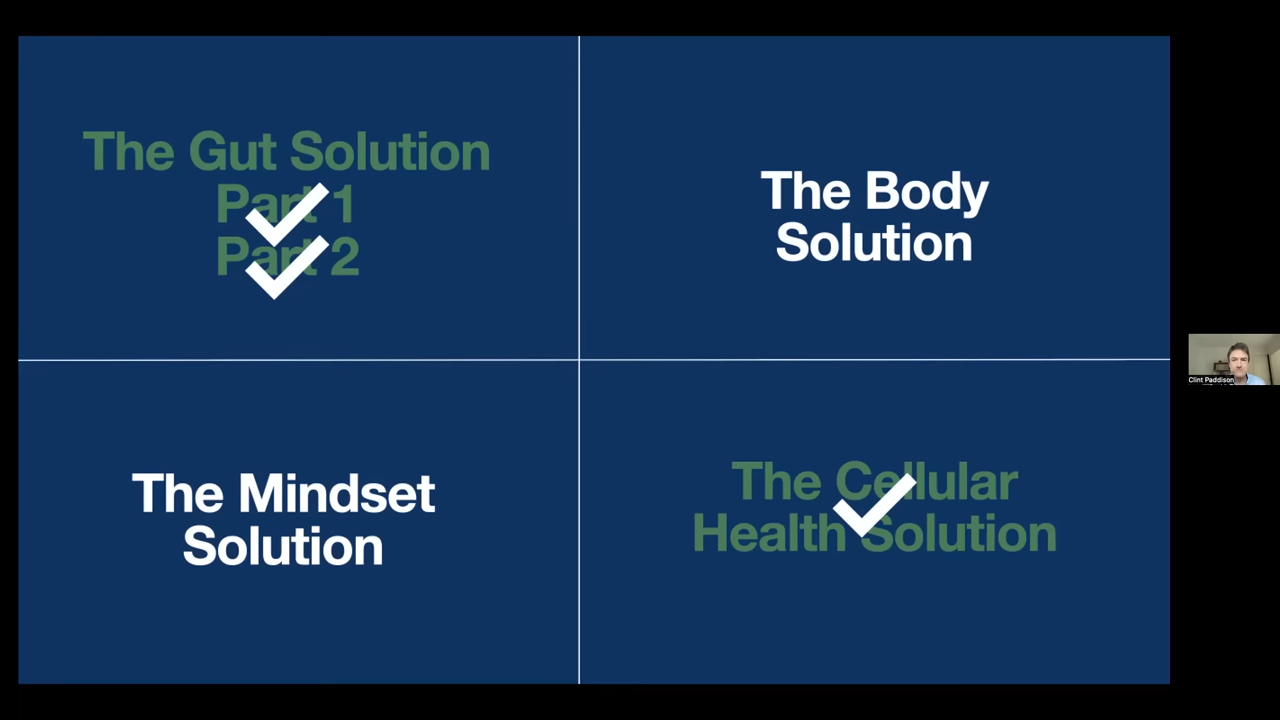 The Gut Solution
Part 1
Part 2
The Body
Solution
The Mindset
Solution
The Cellular
Health Solution
Clint Paddison